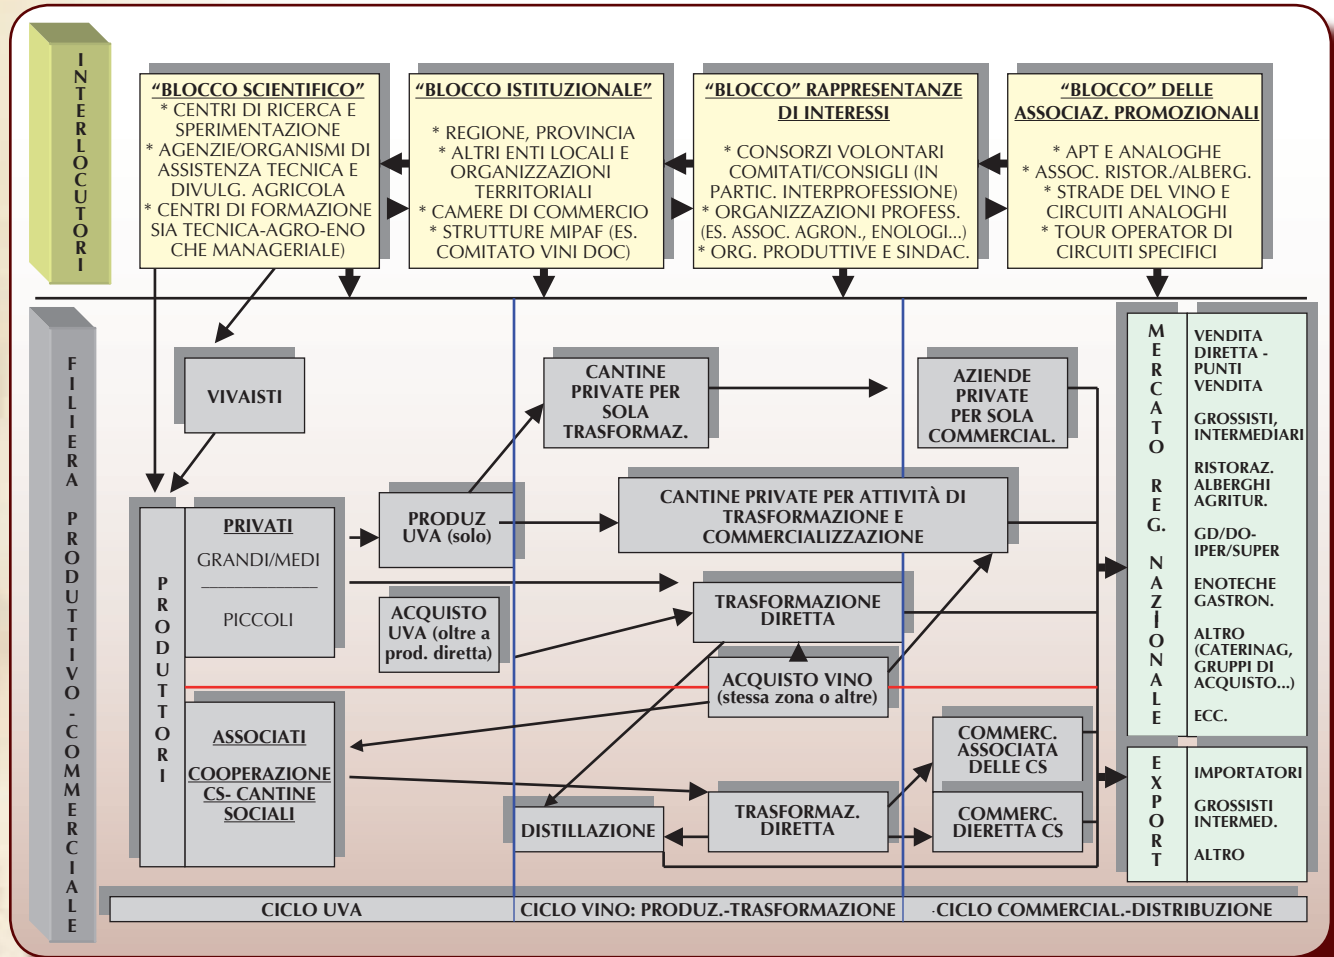 INTERLOCUTORI
"BLOCCO SCIENTIFICO"
* CENTRI DI RICERCA E
SPERIMENTAZIONE
* AGENZIE/ORGANISMI DI
ASSISTENZA TECNICA E
DIVULG. AGRICOLA
* CENTRI DI FORMAZIONE
SIA TECNICA-AGRO-ENO
CHE MANAGERIALE)
"BLOCCO ISTITUZIONALE"
* REGIONE, PROVINCIA
* ALTRI ENTI LOCALI E
ORGANIZZAZIONI
TERRITORIALI
* CAMERE DI COMMERCIO
* STRUTTURE MIPAF (ES.
COMITATO VINI DOC)
"BLOCCO" RAPPRESENTANZE
DI INTERESSI
* CONSORZI VOLONTARI
COMITATI/CONSIGLI (IN
PARTIC. INTERPROFESSIONE)
* ORGANIZZAZIONI PROFESS.
(ES. ASSOC. AGRON., ENOLOGI...)
* ORG. PRODUTTIVE E SINDAC.
"BLOCCO" DELLE
ASSOCIAZ. PROMOZIONALI
* APT E ANALOGHE
* ASSOC. RISTOR./ALBERG.
* STRADE DEL VINO E
CIRCUITI ANALOGHI
* TOUR OPERATOR DI
CIRCUITI SPECIFICI
FILIERA PRODUTTIVO-COMMERCIALE
VIVAISTI
CANTINE
PRIVATE PER
SOLA
TRASFORMAZ.
AZIENDE
PRIVATE
PER SOLA
COMMERCIAL.
PRODUTTORI
PRIVATI
GRANDI/MEDI
PICCOLI
PRODUZ
UVA (solo)
CANTINE PRIVATE PER ATTIVITÀ DI
TRASFORMAZIONE E
COMMERCIALIZZAZIONE
ACQUISTO
UVA (oltre a
prod. diretta)
TRASFORMAZIONE
DIRETTA
ACQUISTO VINO
(stessa zona o altre)
ASSOCIATI
COOPERAZIONE
CS- CANTINE
SOCIALI
DISTILLAZIONE
TRASFORMAZ.
DIRETTA
COMMERC.
ASSOCIATA
DELLE CS
COMMERC.
DIERETTA CS
MERCATO REG. NAZIONALE
VENDITA
DIRETTA -
PUNTI
VENDITA
GROSSISTI,
INTERMEDIARI
RISTORAZ.
ALBERGHI
AGRITUR.
GD/DO-
IPER/SUPER
ENOTECHE
GASTRON.
ALTRO
(CATERINAG,
GRUPPI DI
ACQUISTO...)
ECC.
EXPORT
IMPORTATORI
GROSSISTI
INTERMED.
ALTRO
CICLO UVA
CICLO VINO: PRODUZ.-TRASFORMAZIONE
-CICLO COMMERCIAL.-DISTRIBUZIONE